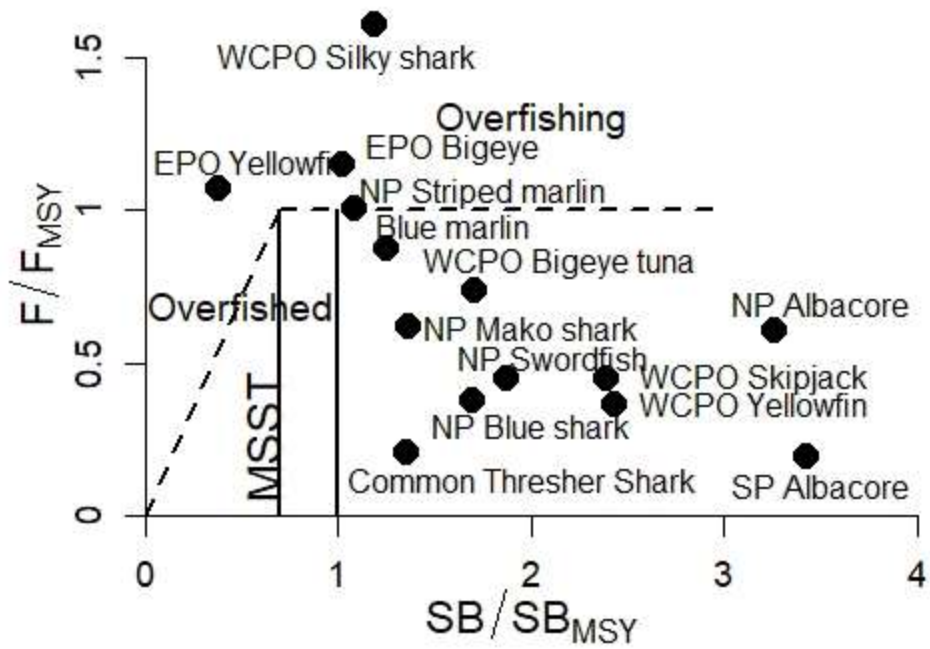 WCPO Silky shark
1.5
Overfishing
EPO Bigeye
EPO Yellowfin
NP Striped marlin
1
Blue marlin
WCPO Bigeye tuna
F/FMSY
Overfished
NP Albacore
NP Mako shark
NP Swordfish
0.5
WCPO Skipjack
WCPO Yellowfin
NP Blue shark
MSST
Common Thresher Shark
SP Albacore
0
0 1 2 3 4
SB/SBMSY